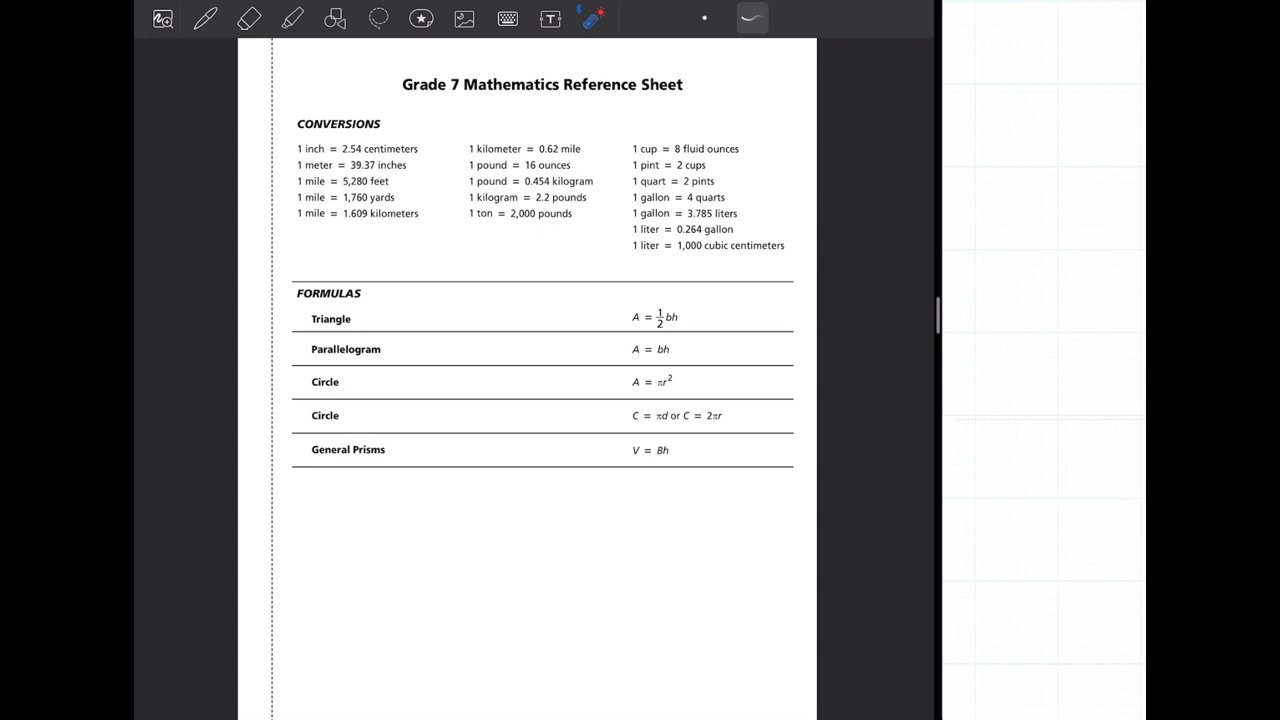 Grade 7 Mathematics Reference Sheet
CONVERSIONS
1 inch = 2.54 centimeters
1 meter = 39.37 inches
1 mile = 5,280 feet
1 mile = 1,760 yards
1 mile = 1.609 kilometers
1 kilometer = 0.62 mile
1 pound = 16 ounces
1 pound = 0.454 kilogram
1 kilogram = 2.2 pounds
1 ton = 2,000 pounds
1 cup = 8 fluid ounces
1 pint = 2 cups
1 quart = 2 pints
1 gallon = 4 quarts
1 gallon = 3.785 liters
1 liter = 0.264 gallon
1 liter = 1,000 cubic centimeters
FORMULAS
Triangle A = 1/2 bh
Parallelogram A = bh
Circle A = πr²
Circle C = πd or C = 2πr
General Prisms V = Bh